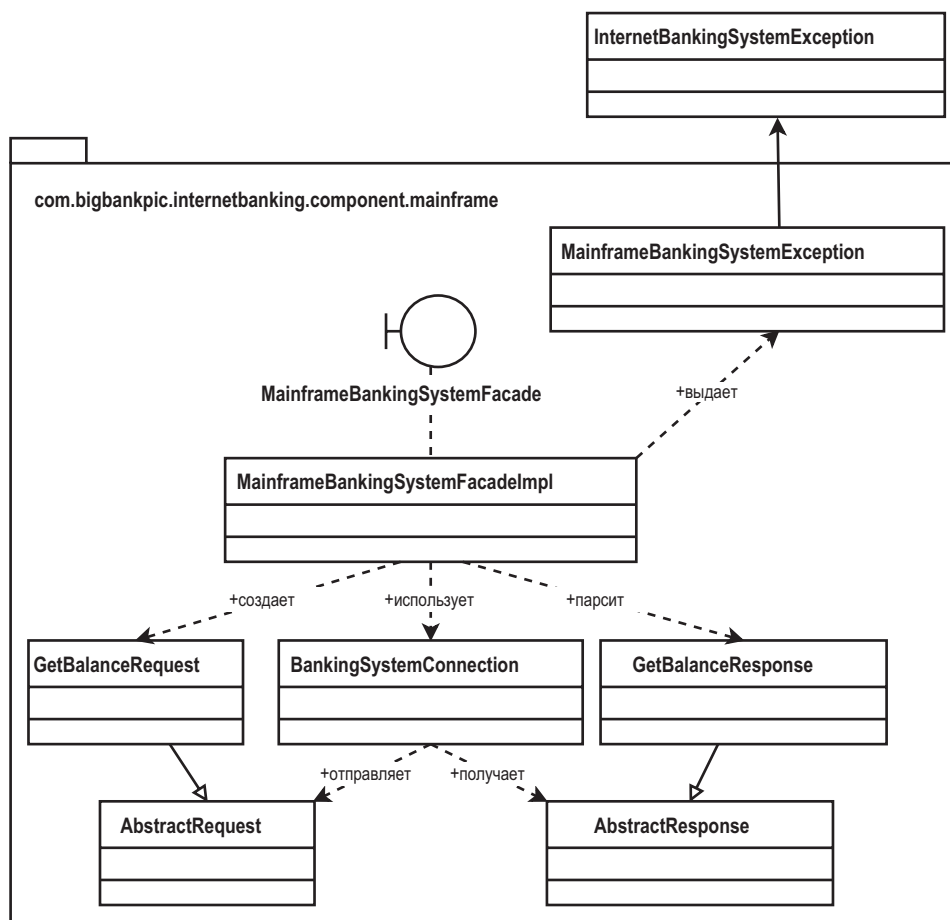 InternetBankingSystemException
com.bigbankpic.internetbanking.component.mainframe
MainframeBankingSystemException
MainframeBankingSystemFacade
+выдает
MainframeBankingSystemFacadeImpl
+создает
+использует
+парсит
GetBalanceRequest
BankingSystemConnection
GetBalanceResponse
+отправляет
+получает
AbstractRequest
AbstractResponse